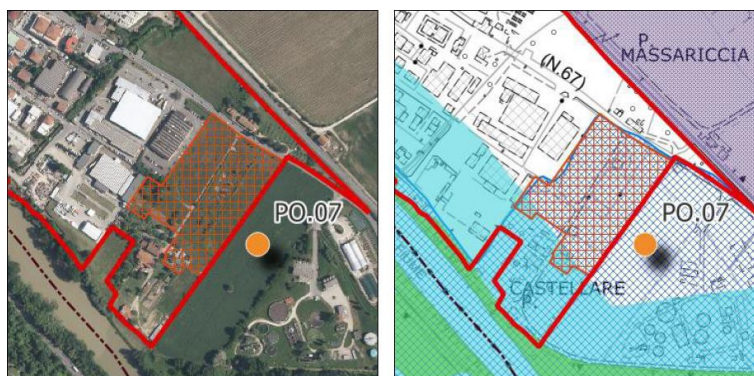 PO.07
P.
MASSARICCIA
(N.67)
PO.07
CASTELLARE